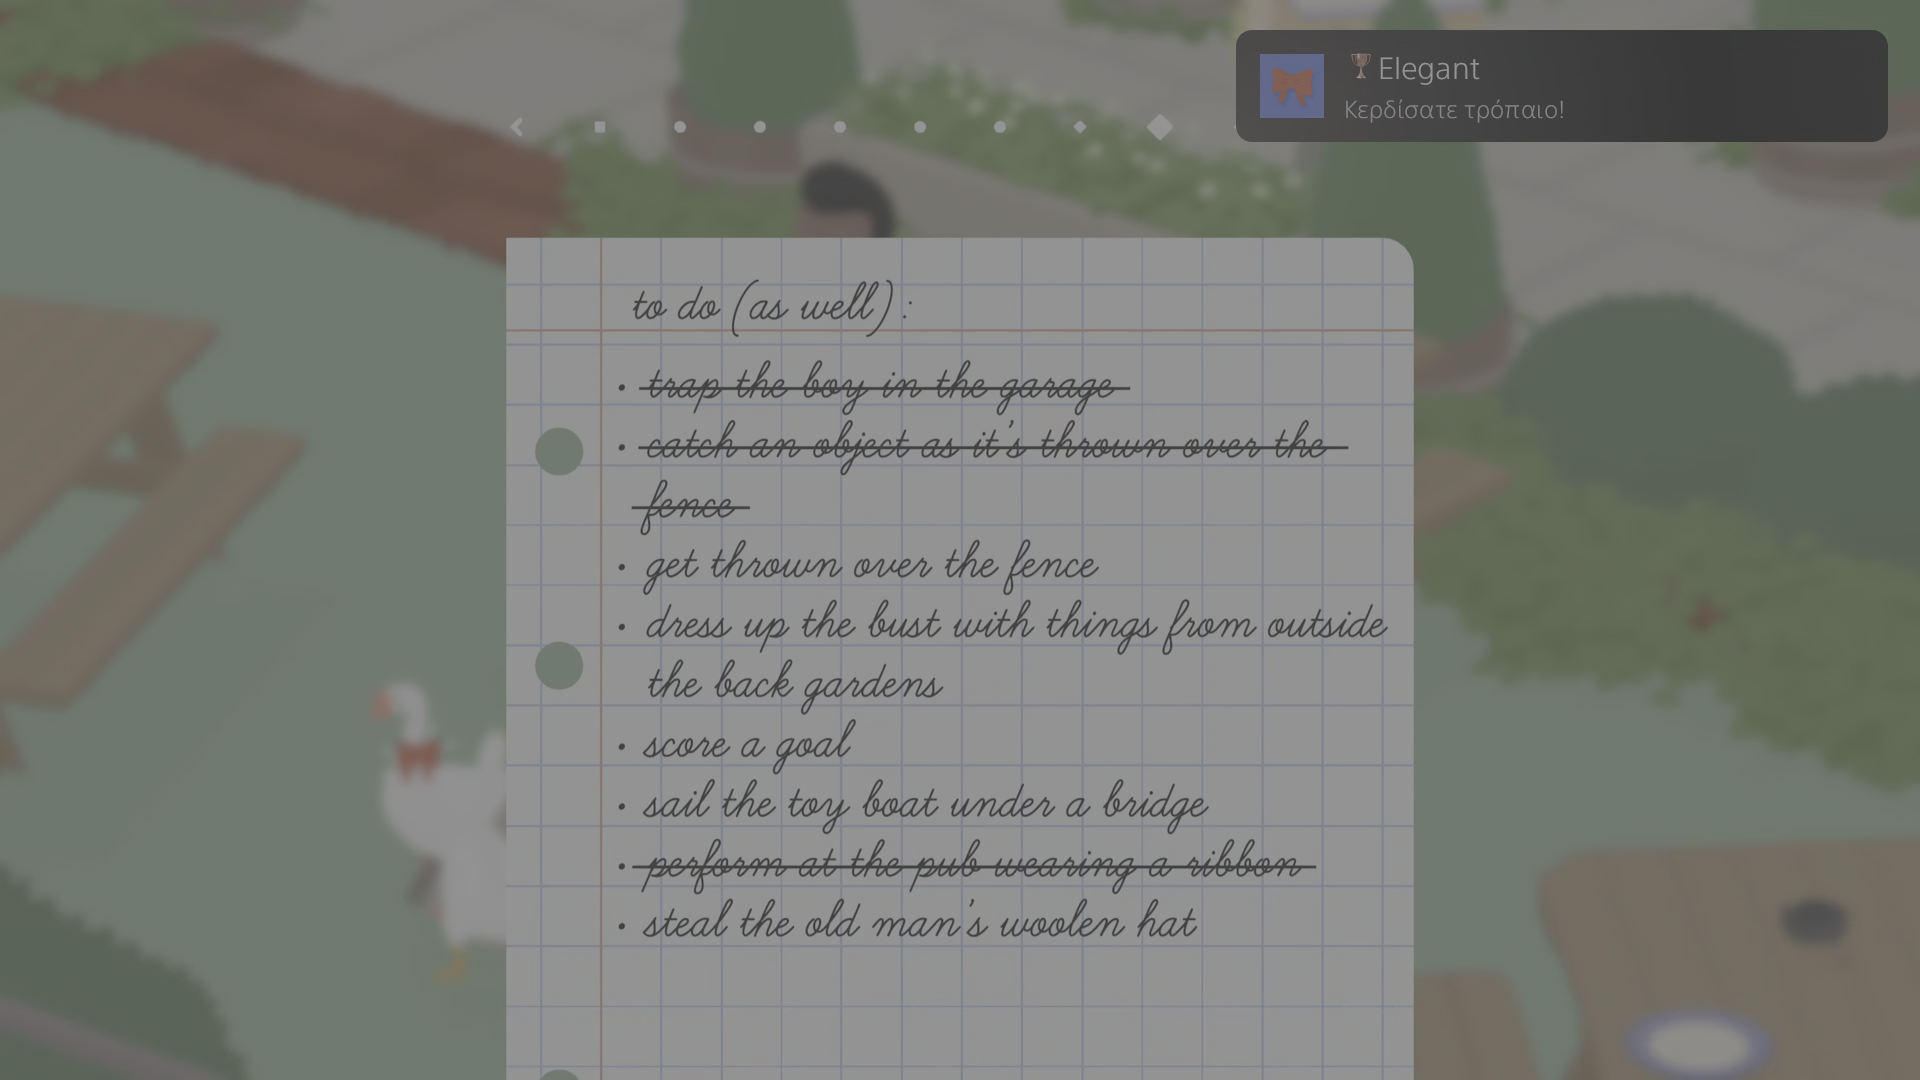 Elegant
Κερδίσατε τρόπαιο!
to do (as well) :
• trap the boy in the garage
• catch an object as it's thrown over the
fence
• get thrown over the fence
• dress up the bust with things from outside
the back gardens
• score a goal
• sail the toy boat under a bridge
• perform at the pub wearing a ribbon
• steal the old man's woolen hat